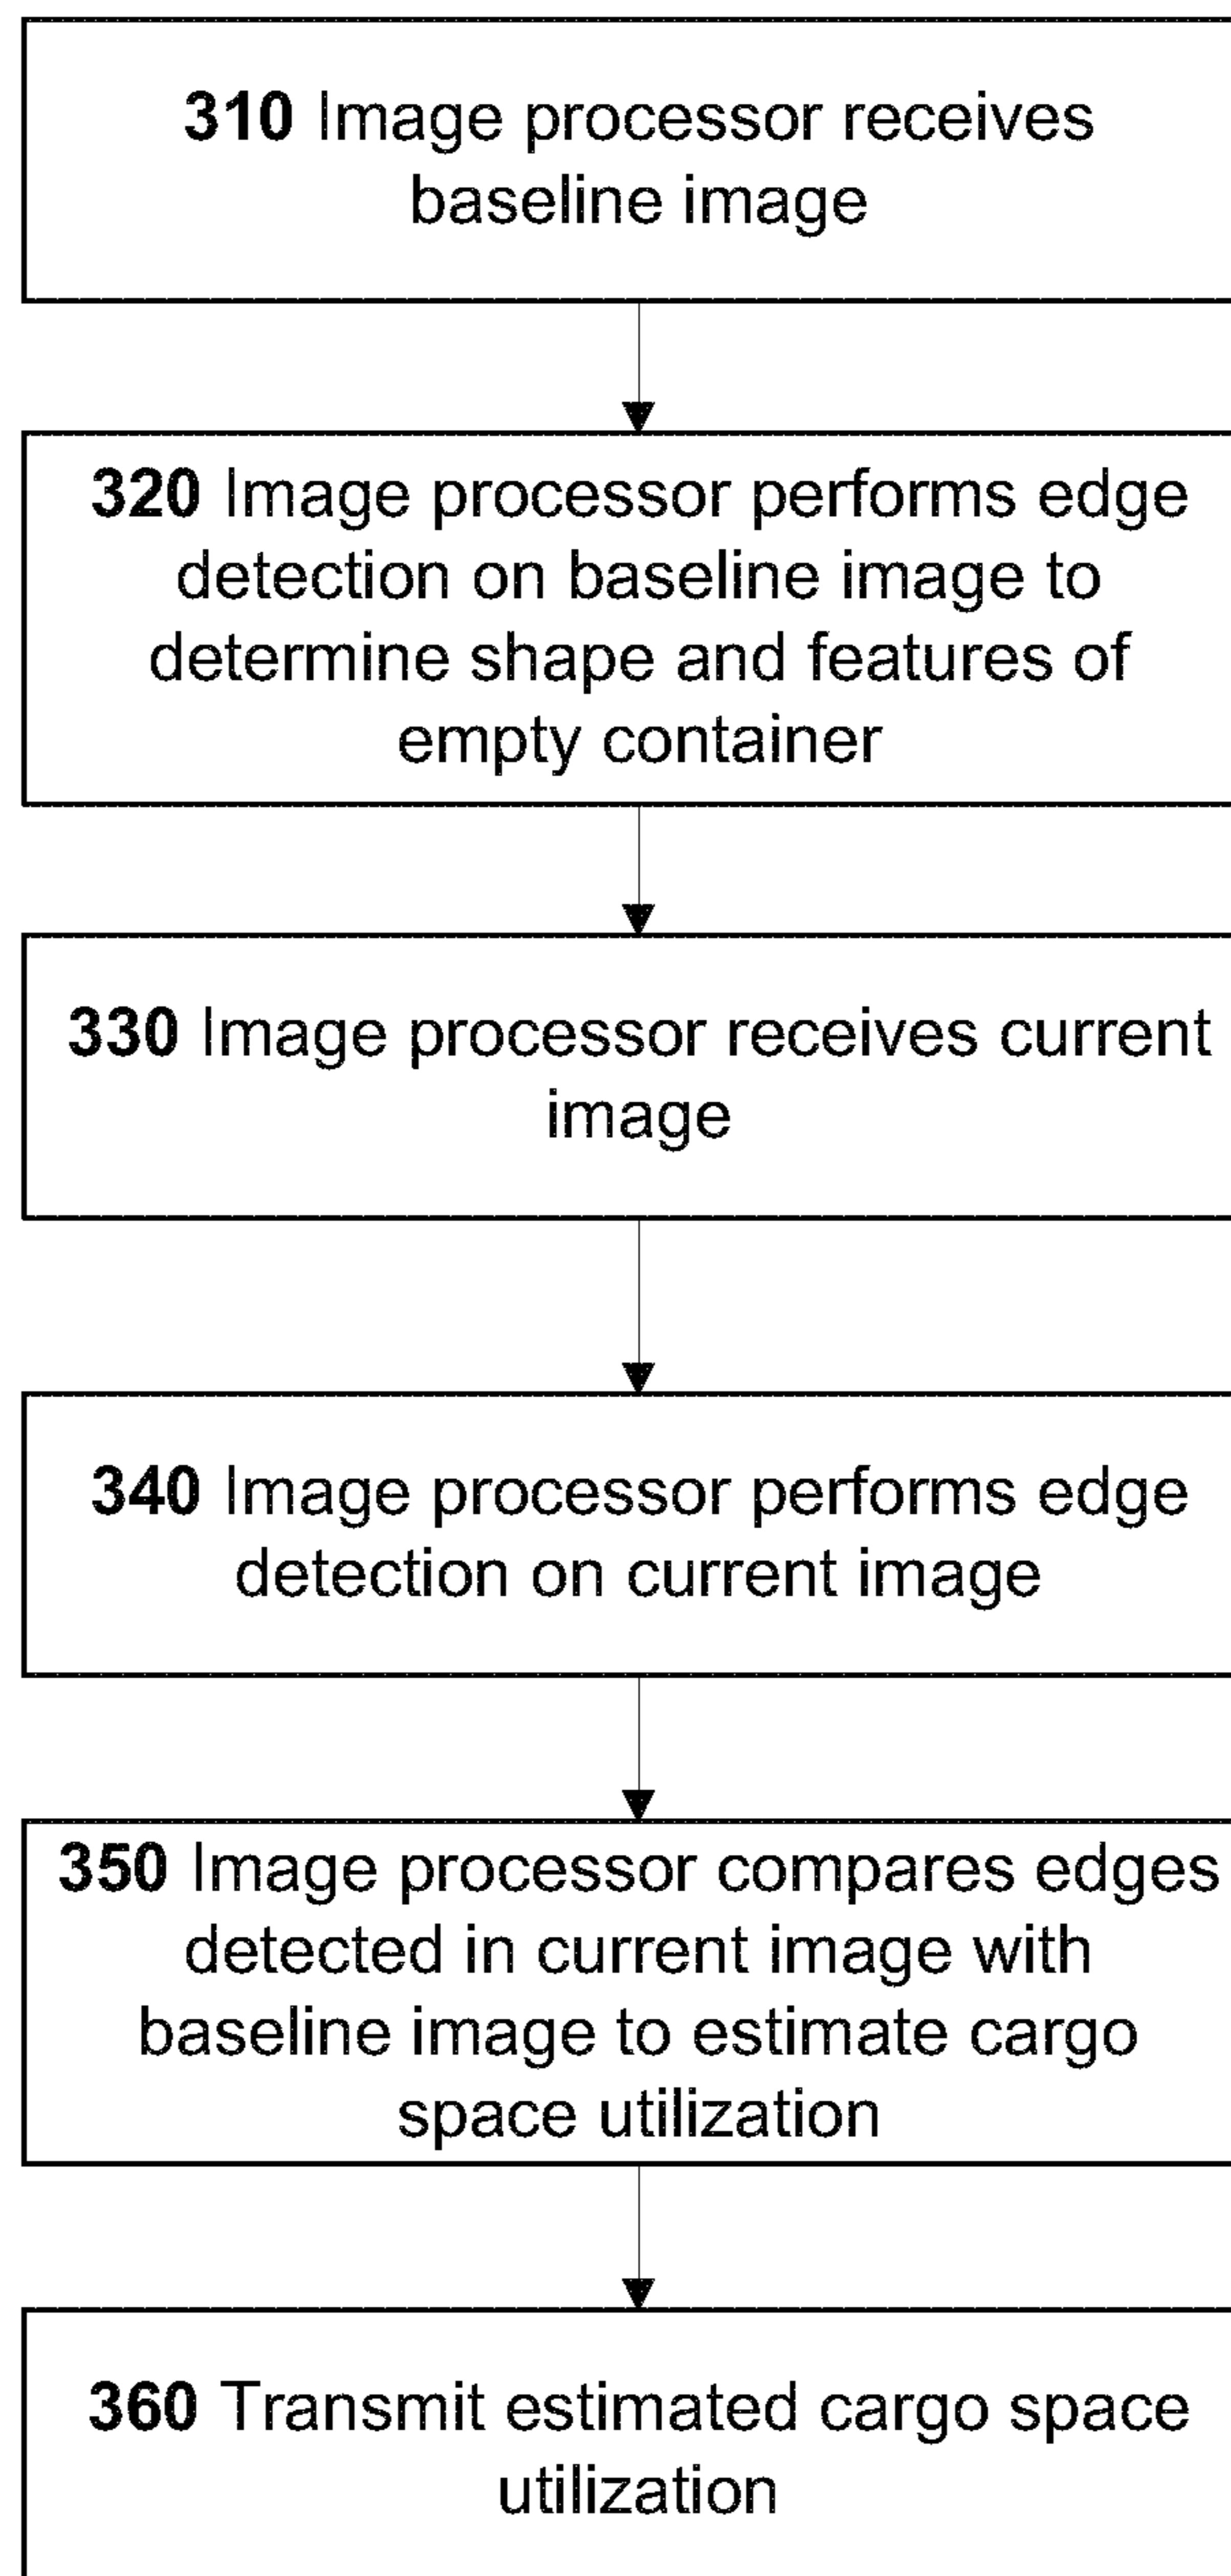 310 Image processor receives
baseline image
320 Image processor performs edge
detection on baseline image to
determine shape and features of
empty container
330 Image processor receives current
image
340 Image processor performs edge
detection on current image
350 Image processor compares edges
detected in current image with
baseline image to estimate cargo
space utilization
360 Transmit estimated cargo space
utilization